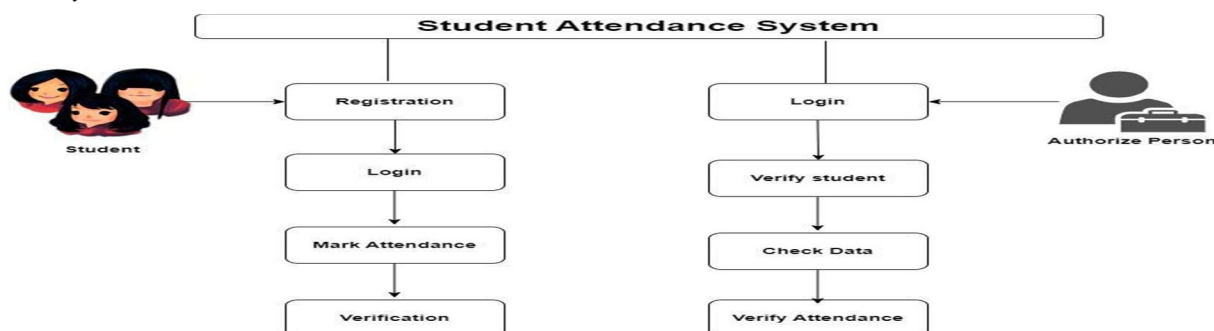 Student Attendance System
Registration
Login
Student
Authorize Person
Login
Verify student
Mark Attendance
Check Data
Verification
Verify Attendance